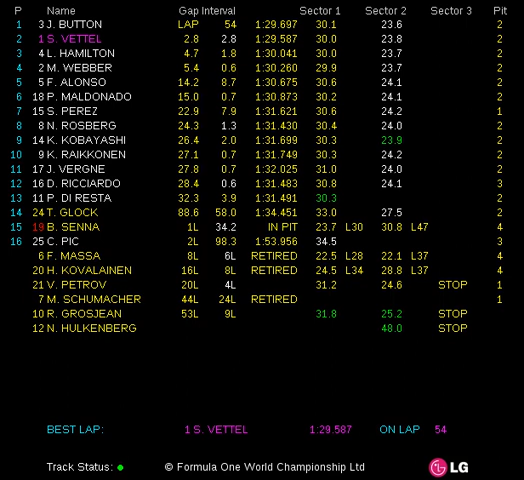 P Name Gap Interval Sector 1 Sector 2 Sector 3 Pit
1 3 J. BUTTON LAP 54 1:29.697 30.1 23.6 2
2 1 S. VETTEL 2.8 2.8 1:29.587 30.0 23.8 2
3 4 L. HAMILTON 4.7 1.8 1:30.041 30.0 23.7 2
4 2 M. WEBBER 5.4 0.6 1:30.260 29.9 23.7 2
5 5 F. ALONSO 14.2 8.7 1:30.675 30.6 24.1 2
6 18 P. MALDONADO 15.0 0.7 1:30.873 30.2 24.1 2
7 15 S. PEREZ 22.9 7.9 1:31.621 30.6 24.2 1
8 8 N. ROSBERG 24.3 1.3 1:31.430 30.4 24.0 2
9 14 K. KOBAYASHI 26.4 2.0 1:31.699 30.3 23.9 2
10 9 K. RAIKKONEN 27.1 0.7 1:31.749 30.3 24.2 2
11 17 J. VERGNE 27.8 0.7 1:32.025 31.0 24.0 2
12 16 D. RICCIARDO 28.4 0.6 1:31.483 30.8 24.1 3
13 11 P. DI RESTA 32.3 3.9 1:31.491 30.3 2
14 24 T. GLOCK 88.6 58.0 1:34.451 33.0 27.5 2
15 19 B. SENNA 1L 34.2 IN PIT 23.7 L30 30.8 L47 4
16 25 C. PIC 2L 98.3 1:53.956 34.5 3
6 F. MASSA 8L 6L RETIRED 22.5 L28 22.1 L37 4
20 H. KOVALAINEN 16L 8L RETIRED 24.5 L34 28.8 L37 4
21 V. PETROV 20L 4L 31.2 24.6 STOP 1
7 M. SCHUMACHER 44L 24L RETIRED 1
10 R. GROSJEAN 53L 9L 31.8 25.2 STOP
12 N. HULKENBERG 48.0 STOP
BEST LAP: 1 S. VETTEL 1:29.587 ON LAP 54
Track Status: © Formula One World Championship Ltd LG